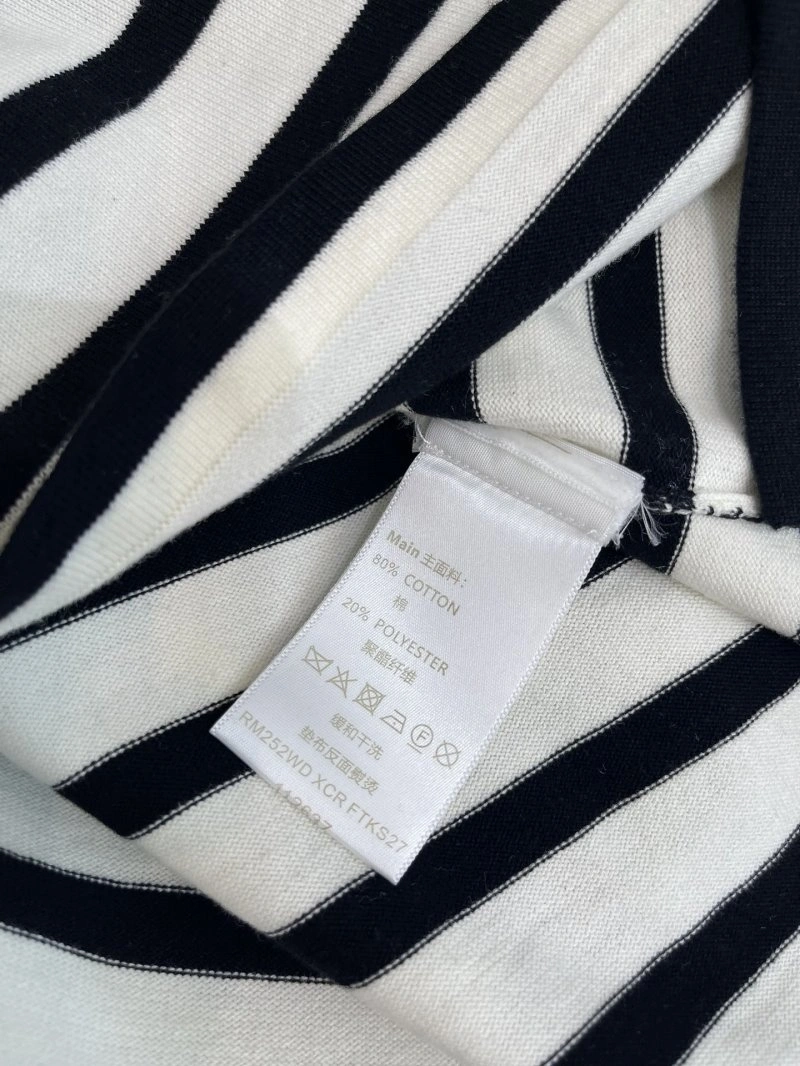 Main 主面料:
80% COTTON
棉
20% POLYESTER
聚酯纤维
F
缓和干洗
垫布反面熨烫
RM252WD XCR FTKS27